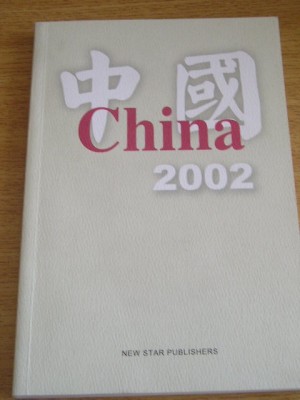 中國
China
2002
NEW STAR PUBLISHERS